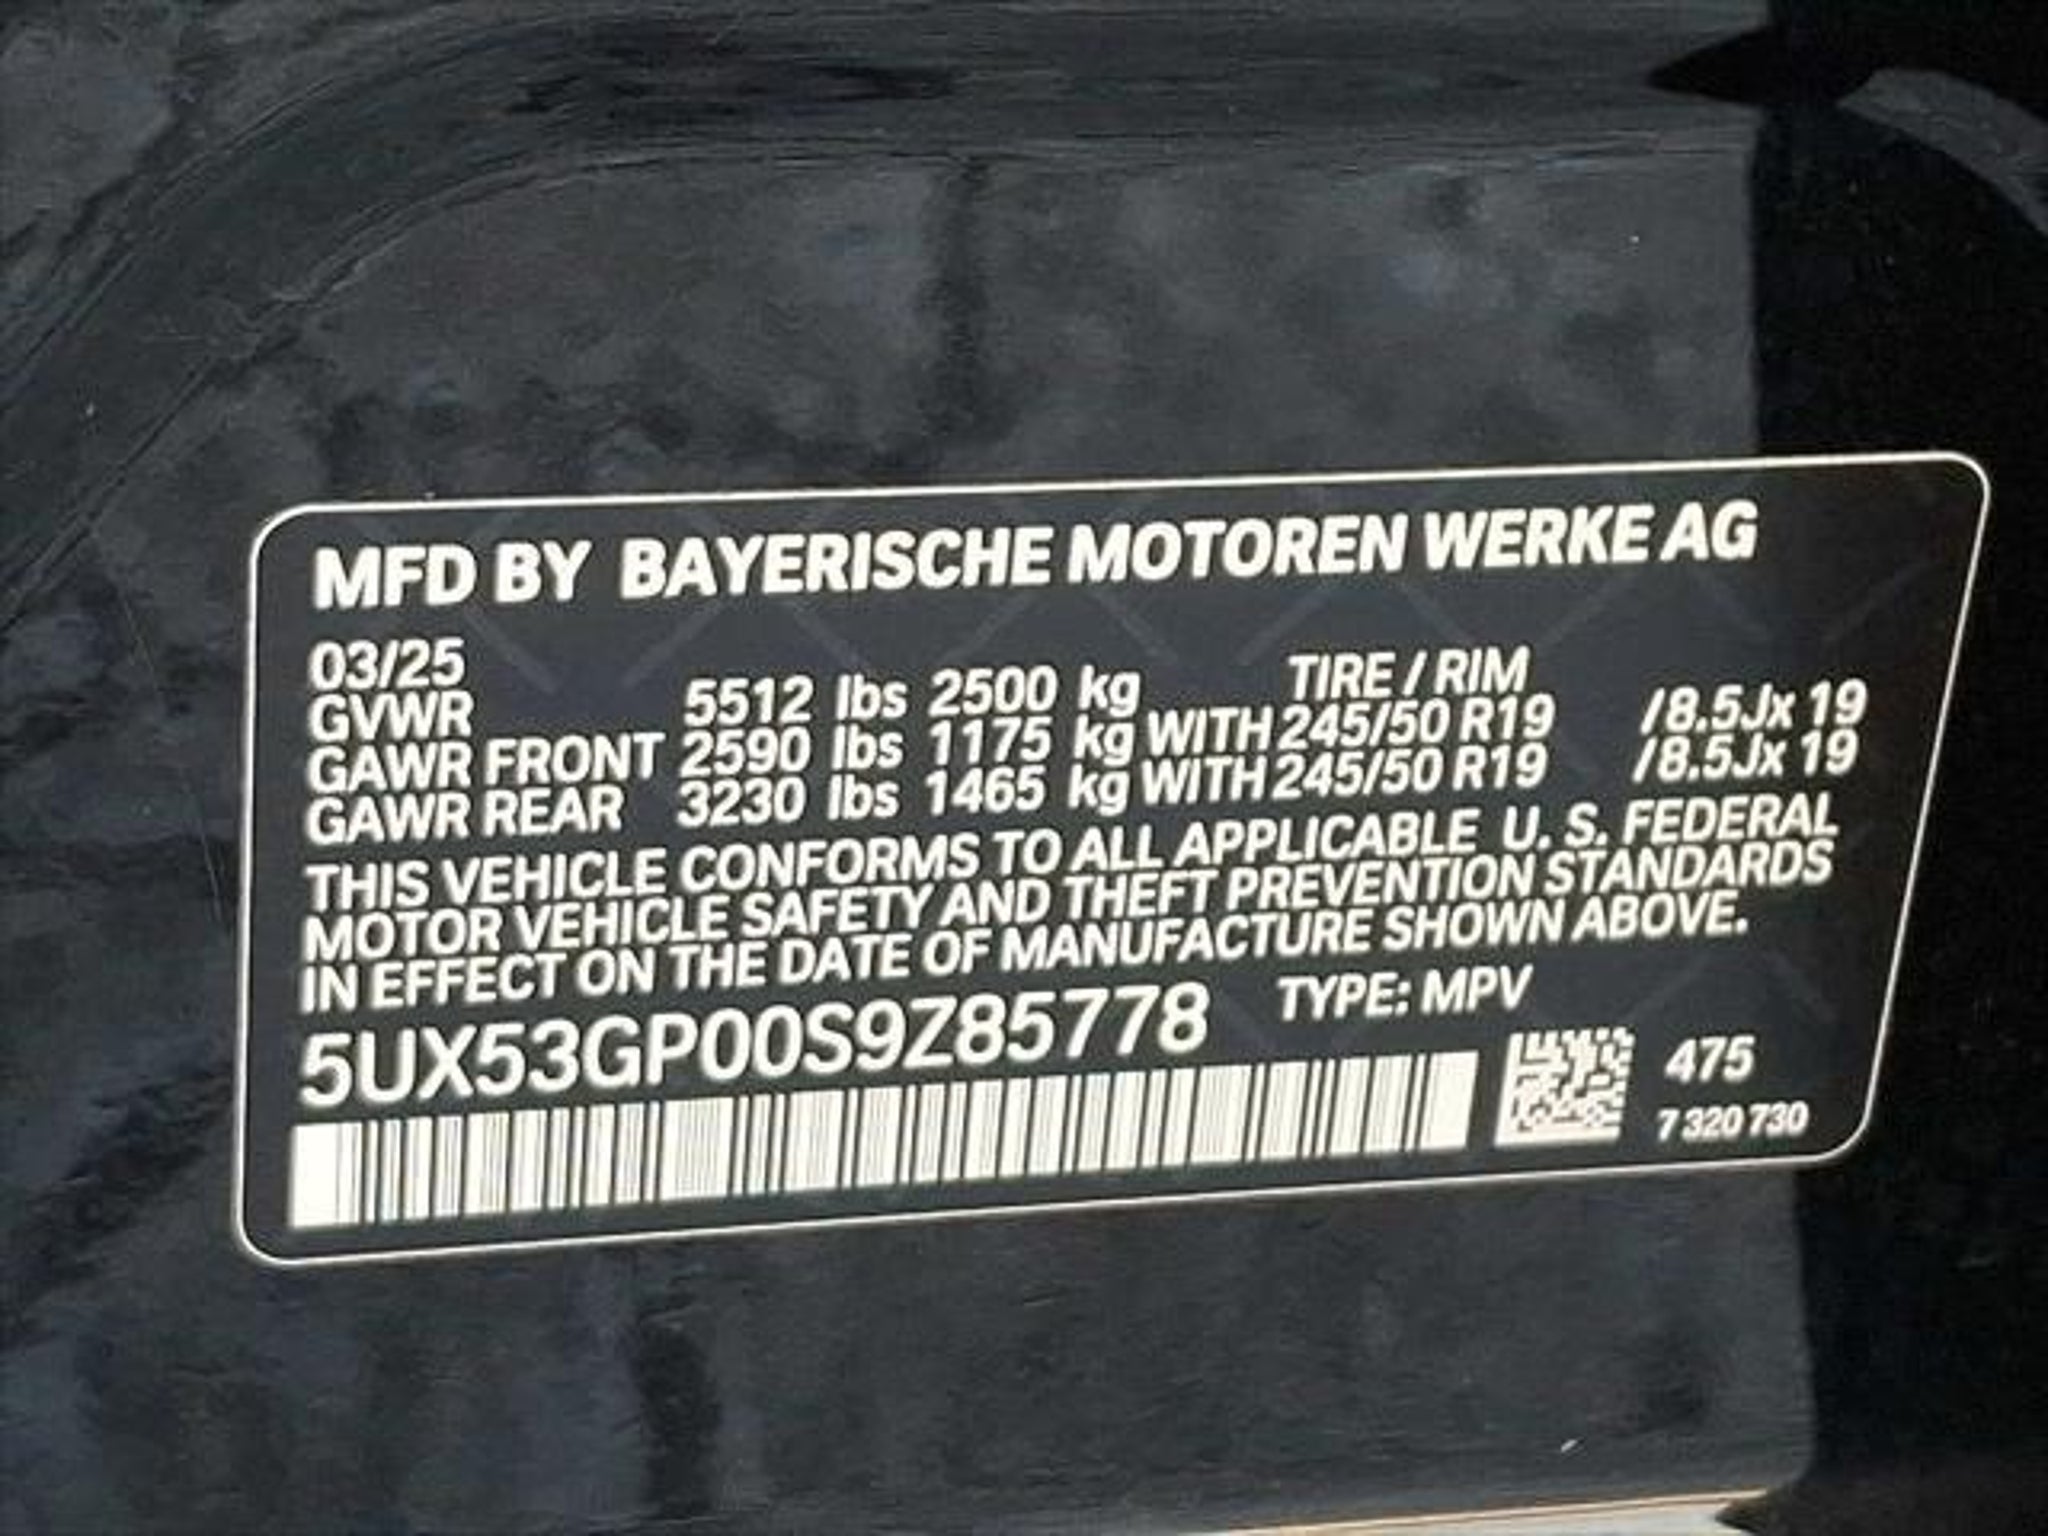 MFD BY BAYERISCHE MOTOREN WERKE AG
03/25 TIRE / RIM
GVWR 5512 lbs 2500 kg
GAWR FRONT 2590 lbs 1175 kg WITH 245/50 R19 /8.5Jx 19
GAWR REAR 3230 lbs 1465 kg WITH 245/50 R19 /8.5Jx 19
THIS VEHICLE CONFORMS TO ALL APPLICABLE U. S. FEDERAL
MOTOR VEHICLE SAFETY AND THEFT PREVENTION STANDARDS
IN EFFECT ON THE DATE OF MANUFACTURE SHOWN ABOVE.
5UX53GP00S9Z85778 TYPE: MPV
475
7 320 730